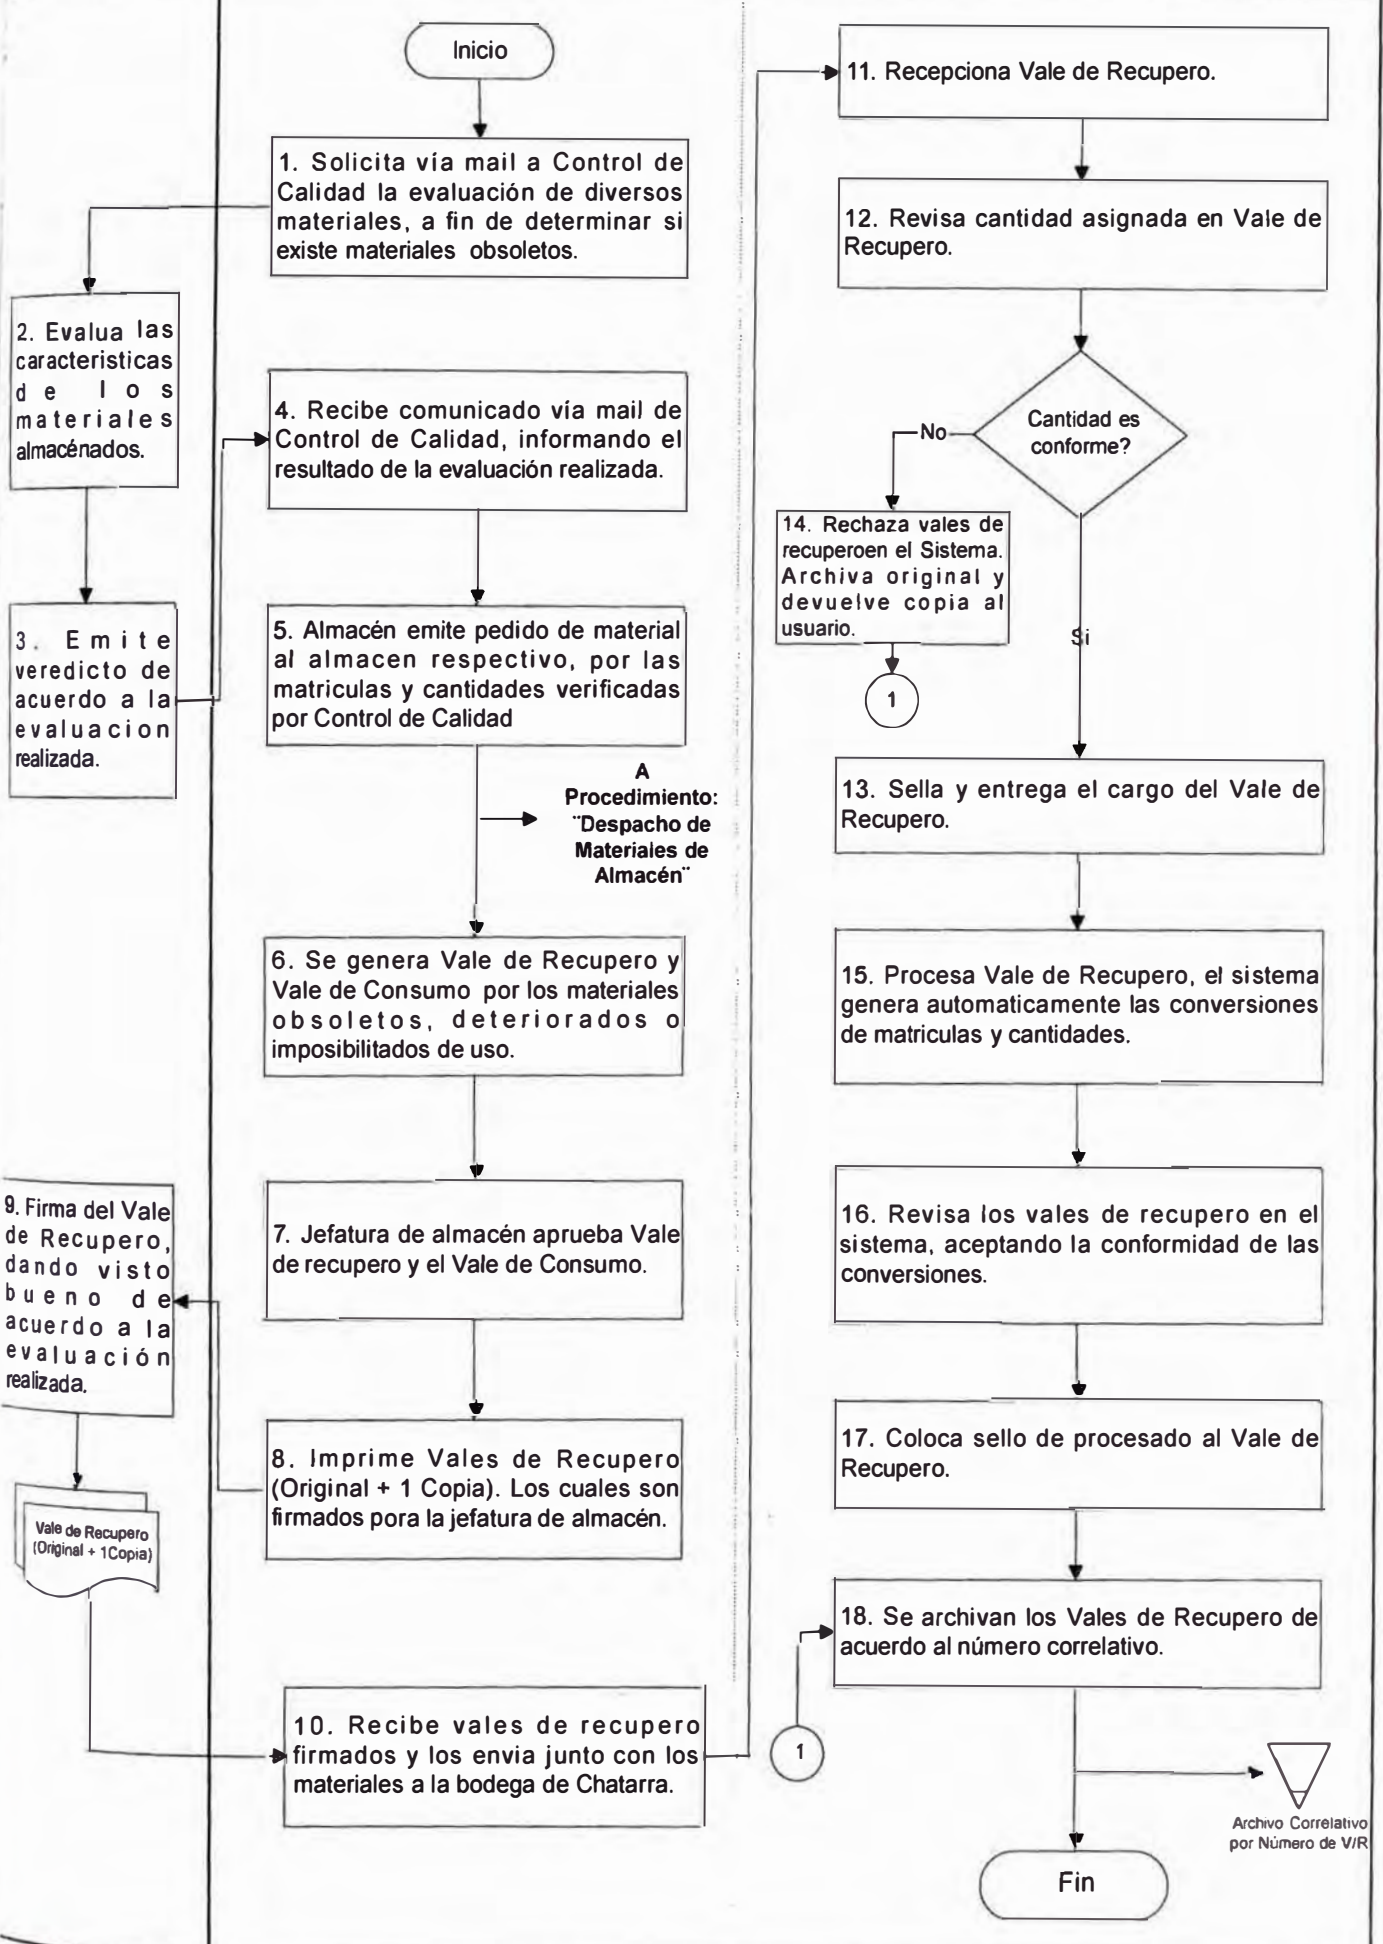 Inicio
1. Solicita vía mail a Control de
Calidad la evaluación de diversos
materiales, a fin de determinar si
existe materiales obsoletos.
2. Evalua las
caracteristicas
de los
materiales
almacénados.
3. Emite
veredicto de
acuerdo a la
evaluacion
realizada.
4. Recibe comunicado vía mail de
Control de Calidad, informando el
resultado de la evaluación realizada.
5. Almacén emite pedido de material
al almacen respectivo, por las
matriculas y cantidades verificadas
por Control de Calidad
A
Procedimiento:
¨Despacho de
Materiales de
Almacén¨
6. Se genera Vale de Recupero y
Vale de Consumo por los materiales
obsoletos, deteriorados o
imposibilitados de uso.
7. Jefatura de almacén aprueba Vale
de recupero y el Vale de Consumo.
8. Imprime Vales de Recupero
(Original + 1 Copia). Los cuales son
firmados pora la jefatura de almacén.
9. Firma del Vale
de Recupero,
dando visto
bueno de
acuerdo a la
evaluación
realizada.
Vale de Recupero
(Original + 1Copia)
10. Recibe vales de recupero
firmados y los envia junto con los
materiales a la bodega de Chatarra.
11. Recepciona Vale de Recupero.
12. Revisa cantidad asignada en Vale de
Recupero.
Cantidad es
conforme?
No
14. Rechaza vales de
recuperoen el Sistema.
Archiva original y
devuelve copia al
usuario.
1
Si
13. Sella y entrega el cargo del Vale de
Recupero.
15. Procesa Vale de Recupero, el sistema
genera automaticamente las conversiones
de matriculas y cantidades.
16. Revisa los vales de recupero en el
sistema, aceptando la conformidad de las
conversiones.
17. Coloca sello de procesado al Vale de
Recupero.
18. Se archivan los Vales de Recupero de
acuerdo al número correlativo.
1
Archivo Correlativo
por Número de V/R
Fin